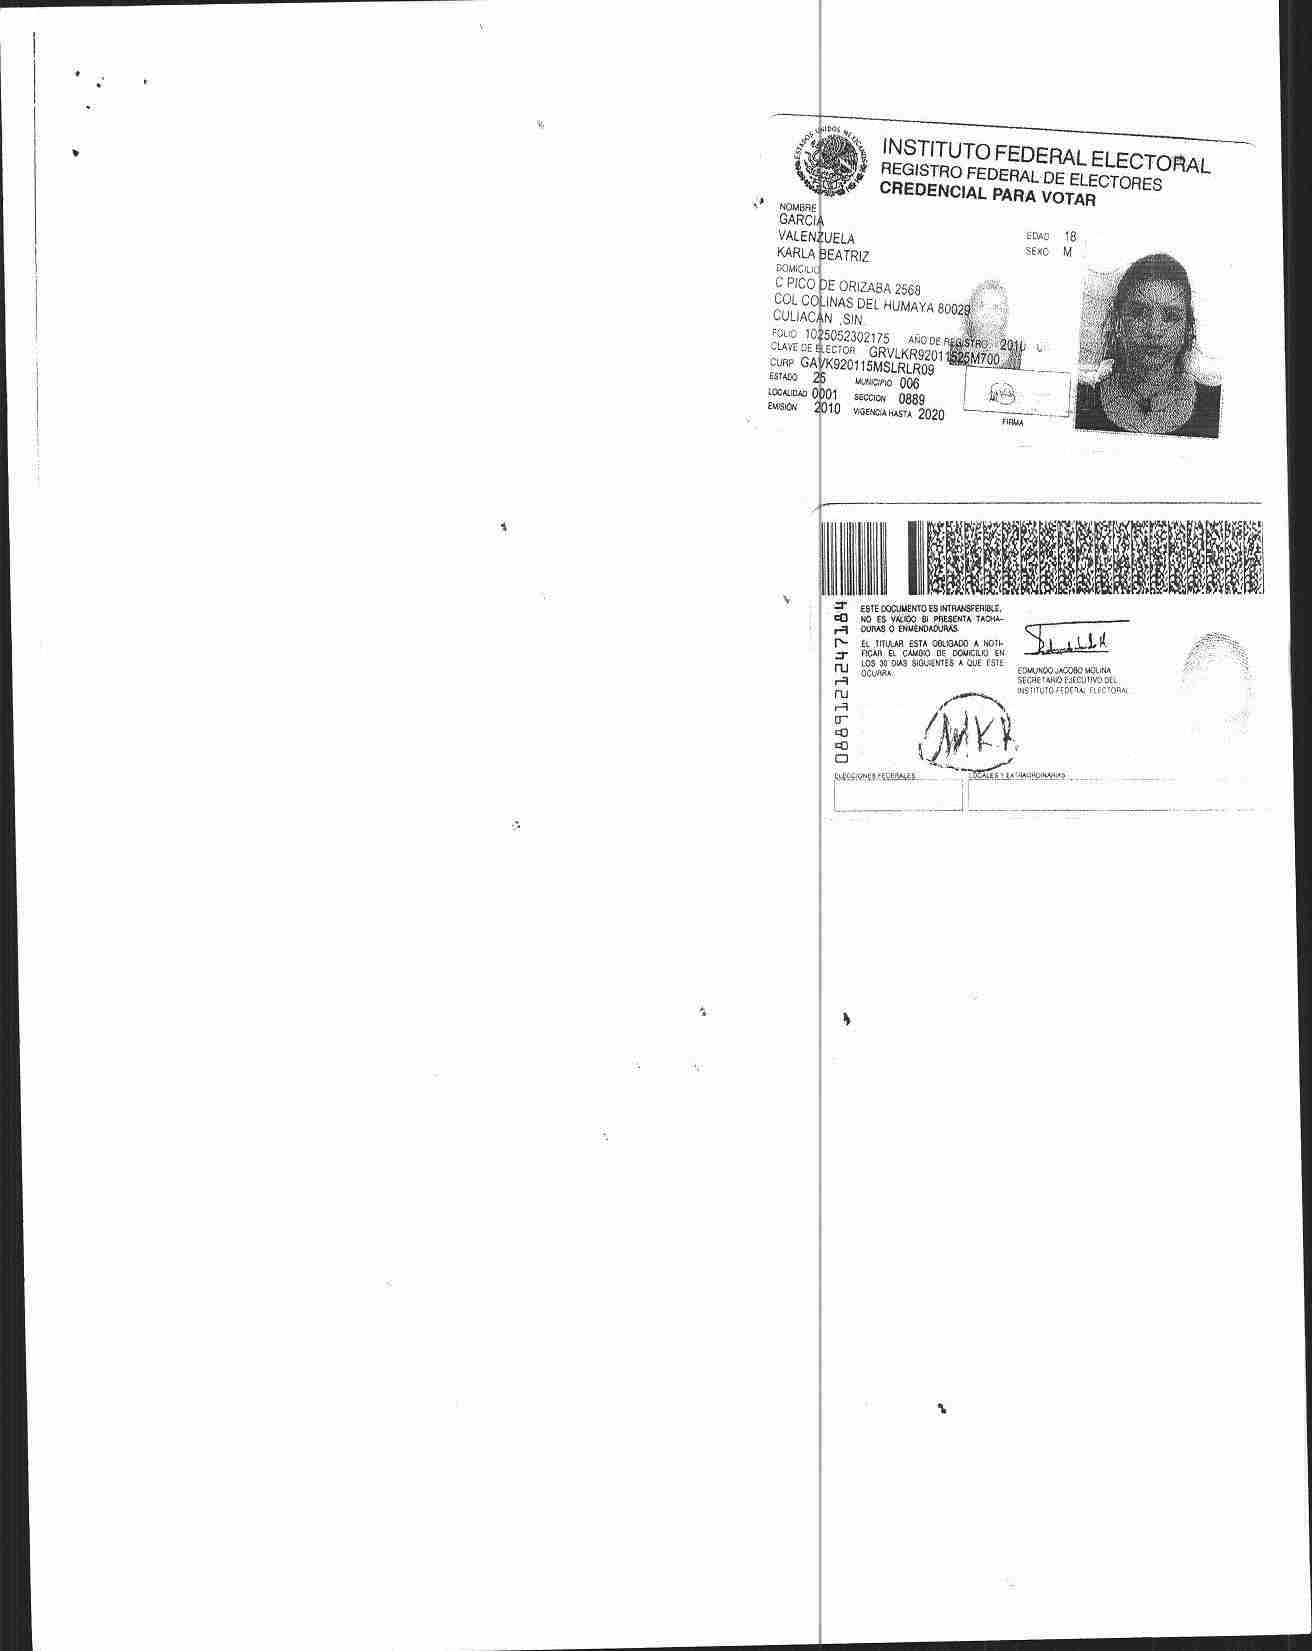 ESTADOS UNIDOS MEXICANOS
INSTITUTO FEDERAL ELECTORAL
REGISTRO FEDERAL DE ELECTORES
CREDENCIAL PARA VOTAR
NOMBRE
GARCIA
VALENZUELA
KARLA BEATRIZ
EDAD 18
SEXO M
DOMICILIO
C PICO DE ORIZABA 2568
COL COLINAS DEL HUMAYA 80029
CULIACAN ,SIN.
FOLIO 1025052302175 AÑO DE REGISTRO 2010
CLAVE DE ELECTOR GRVLKR92011525M700
CURP GAVK920115MSLRLR09
ESTADO 25 MUNICIPIO 006
LOCALIDAD 0001 SECCION 0889
EMISIÓN 2010 VIGENCIA HASTA 2020
FIRMA
ESTE DOCUMENTO ES INTRANSFERIBLE,
NO ES VALIDO SI PRESENTA TACHA-
DURAS O ENMENDADURAS.
EL TITULAR ESTA OBLIGADO A NOTI-
FICAR EL CAMBIO DE DOMICILIO EN
LOS 30 DIAS SIGUIENTES A QUE ESTE
OCURRA.
EDMUNDO JACOBO MOLINA
SECRETARIO EJECUTIVO DEL
INSTITUTO FEDERAL ELECTORAL
ELECCIONES FEDERALES
LOCALES Y EXTRAORDINARIAS